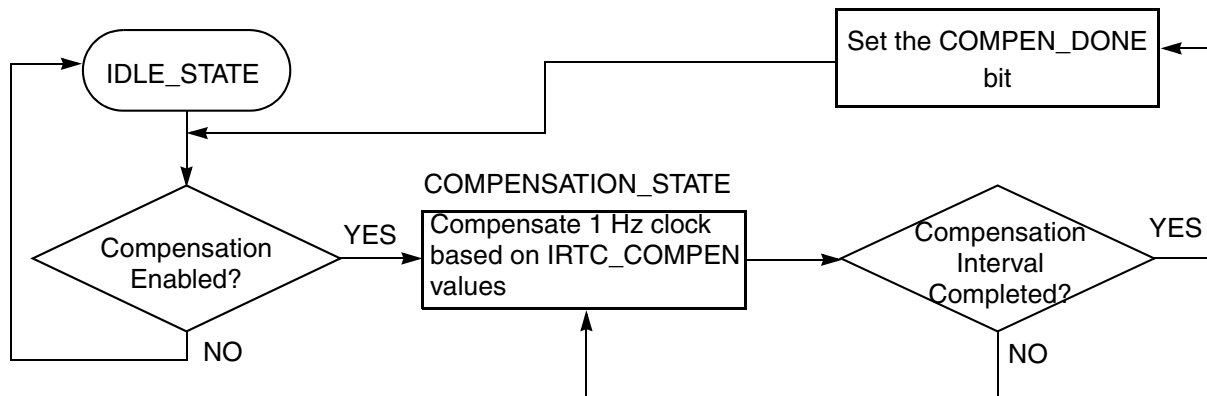 Set the COMPEN_DONE
bit
IDLE_STATE
COMPENSATION_STATE
Compensation
Enabled?
YES
Compensate 1 Hz clock
based on IRTC_COMPEN
values
Compensation
Interval
Completed?
YES
NO
NO